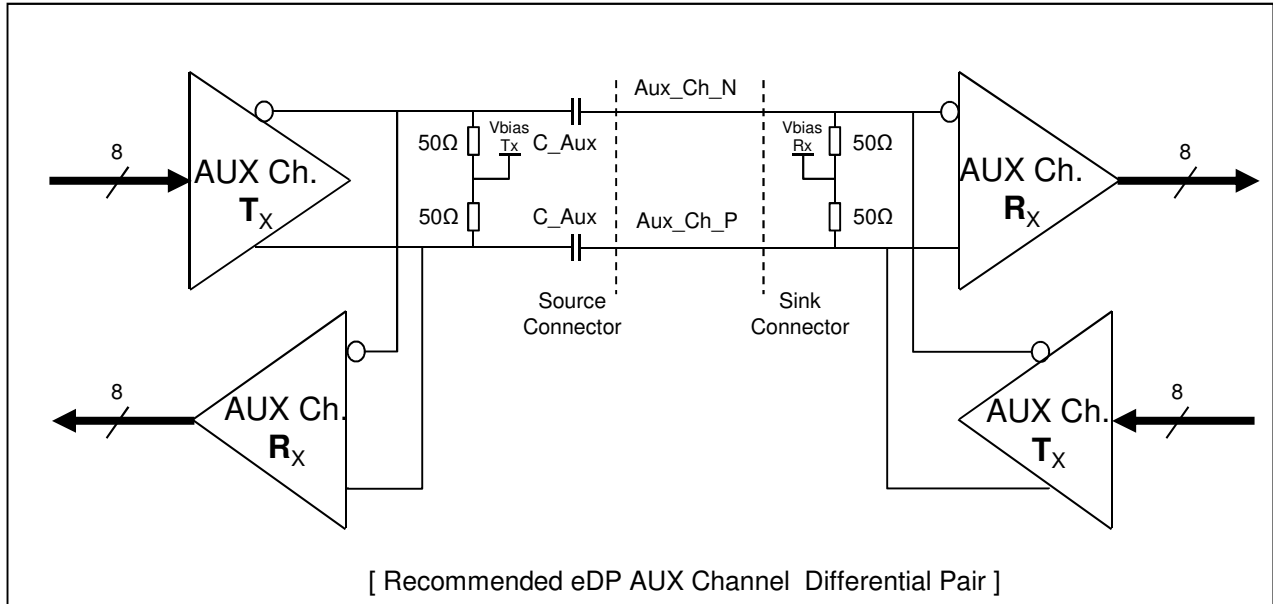 Aux_Ch_N
8
AUX Ch.
TX
50Ω
Vbias
Tx
C_Aux
Vbias
Rx
50Ω
AUX Ch.
RX
8
50Ω
C_Aux
Aux_Ch_P
50Ω
Source
Connector
Sink
Connector
8
AUX Ch.
RX
AUX Ch.
TX
8
[ Recommended eDP AUX Channel Differential Pair ]